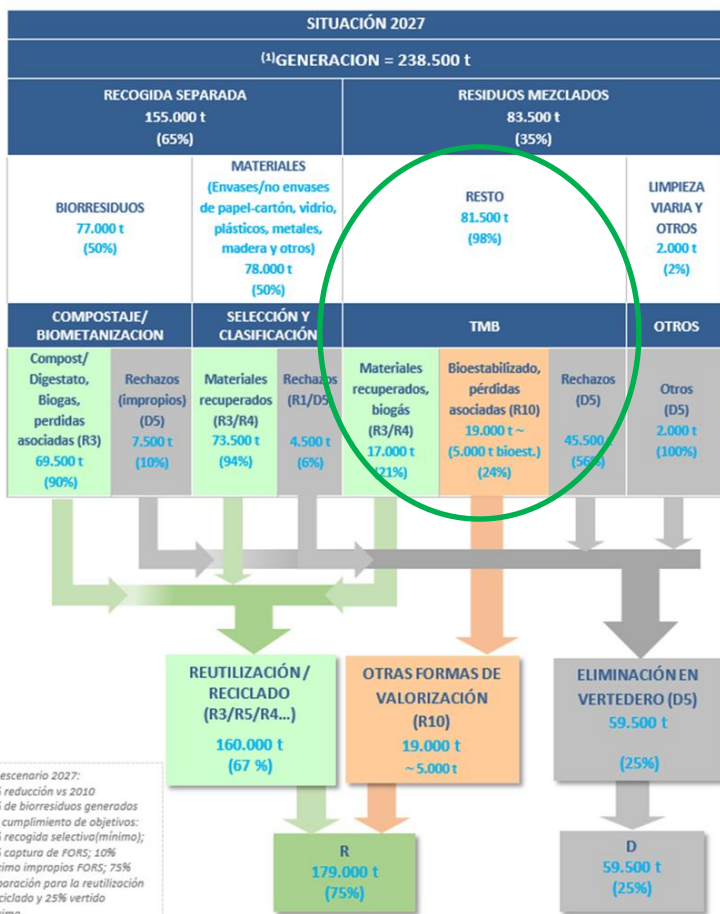 SITUACIÓN 2027
(1)GENERACION = 238.500 t
RECOGIDA SEPARADA
155.000 t
(65%)
RESIDUOS MEZCLADOS
83.500 t
(35%)
BIORRESIDUOS
77.000 t
(50%)
MATERIALES
(Envases/no envases
de papel-cartón, vidrio,
plásticos, metales,
madera y otros)
78.000 t
(50%)
RESTO
81.500 t
(98%)
LIMPIEZA
VIARIA Y
OTROS
2.000 t
(2%)
COMPOSTAJE/
BIOMETANIZACION
SELECCIÓN Y
CLASIFICACIÓN
TMB
OTROS
Compost/
Digestato,
Biogas,
perdidas
asociadas (R3)
69.500 t
(90%)
Rechazos
(impropios)
(D5)
7.500 t
(10%)
Materiales
recuperados
(R3/R4)
73.500 t
(94%)
Rechazos
(R1/D5
4.500 t
(6%)
Materiales
recuperados,
biogás
(R3/R4)
17.000 t
(21%)
Bioestabilizado,
pérdidas
asociadas (R10)
19.000 t ~
(5.000 t bioest.)
(24%)
Rechazos
(D5)
45.500 t
(56%)
Otros
(D5)
2.000 t
(100%)
REUTILIZACIÓN /
RECICLADO
(R3/R5/R4...)
160.000 t
(67 %)
OTRAS FORMAS DE
VALORIZACIÓN
(R10)
19.000 t
~ 5.000 t
ELIMINACIÓN EN
VERTEDERO (D5)
59.500 t
(25%)
escenario 2027:
% reducción vs 2010
% de biorresiduos generados
cumplimiento de objetivos:
% recogida selectiva(mínimo);
% captura de FORS; 10%
impropios FORS; 75%
para la reutilización
y 25% vertido
R
179.000 t
(75%)
D
59.500 t
(25%)